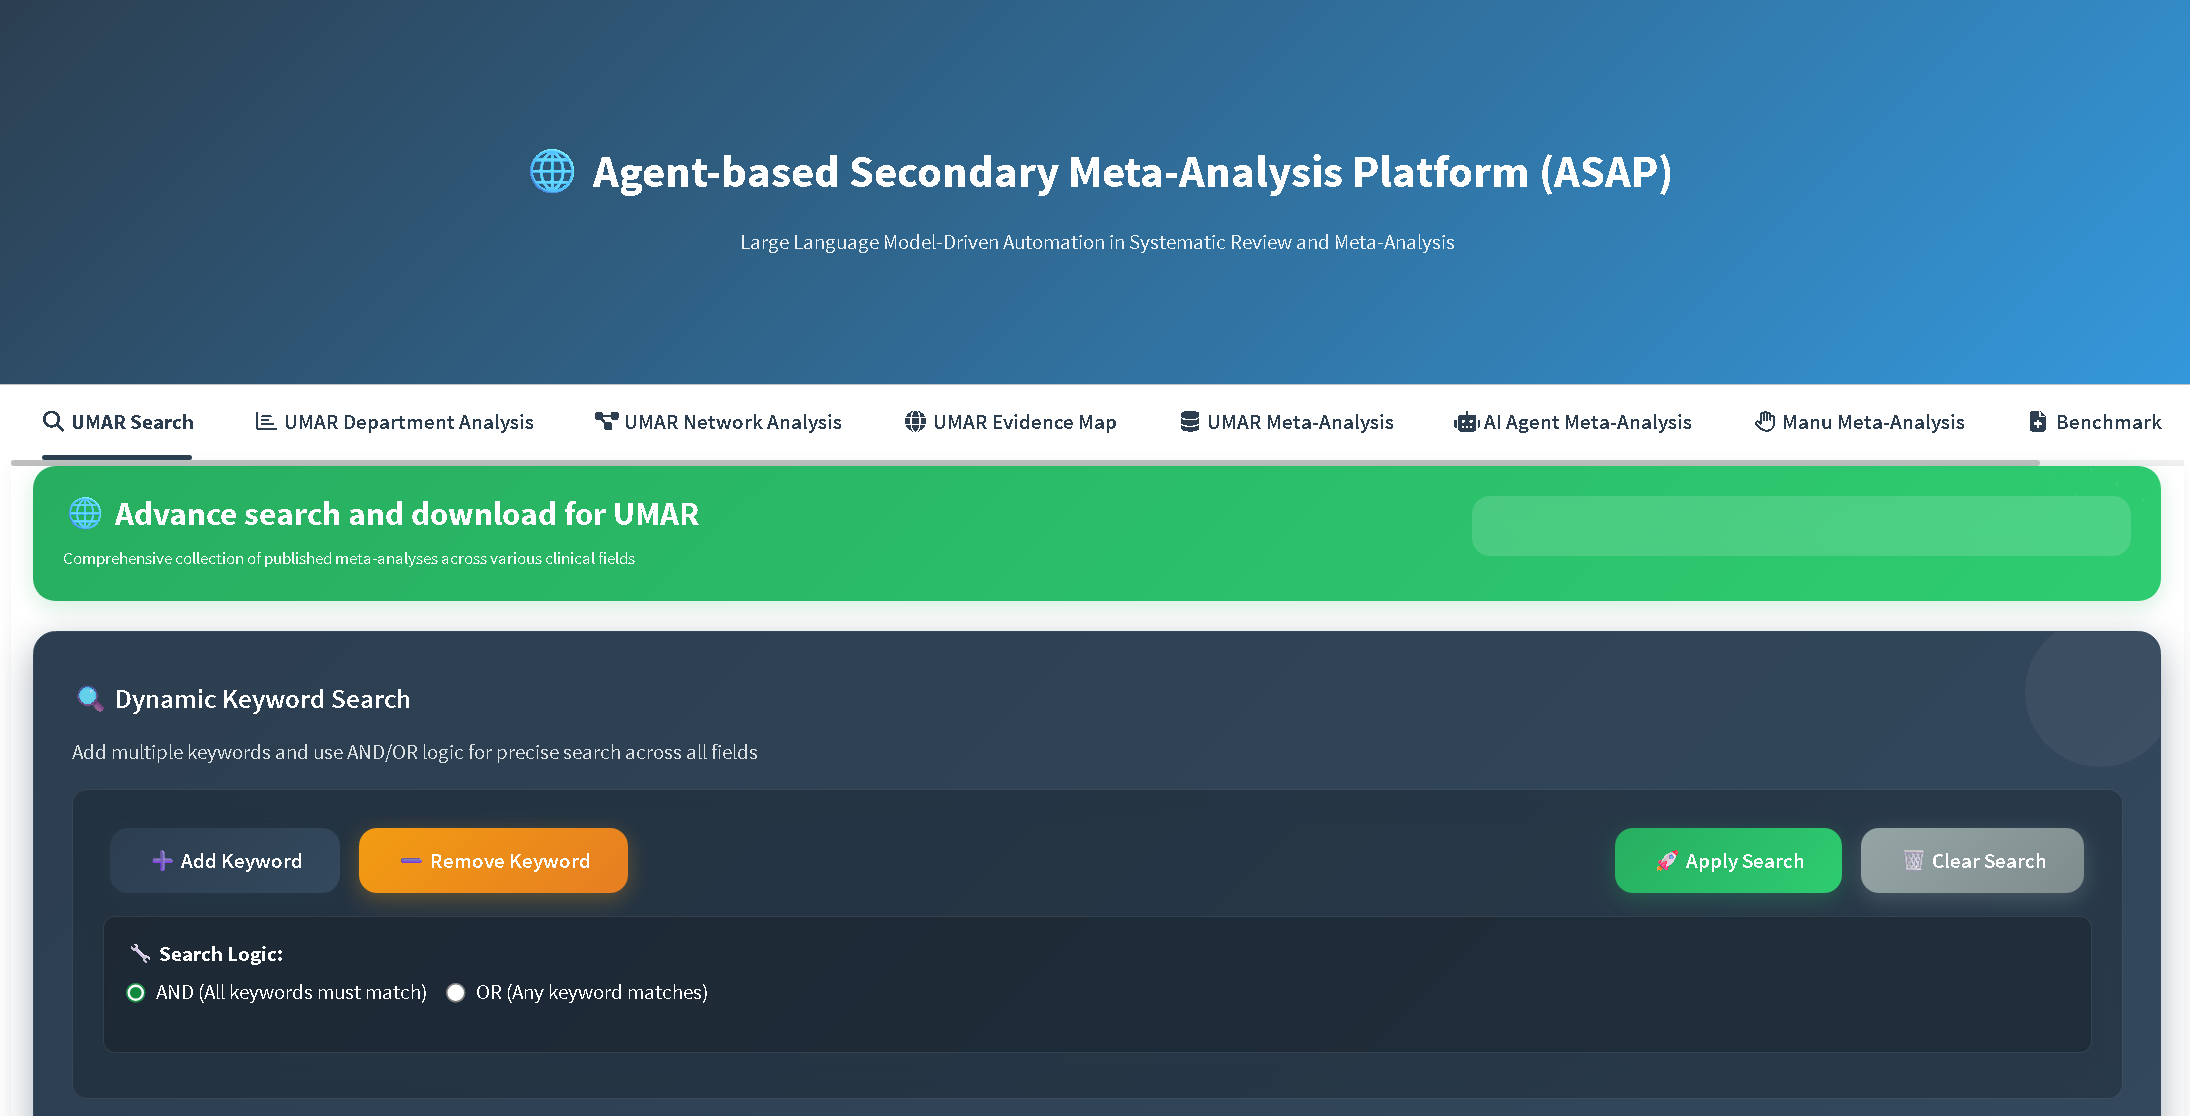 Agent-based Secondary Meta-Analysis Platform (ASAP)
Large Language Model-Driven Automation in Systematic Review and Meta-Analysis
UMAR Search
UMAR Department Analysis
UMAR Network Analysis
UMAR Evidence Map
UMAR Meta-Analysis
AI Agent Meta-Analysis
Manu Meta-Analysis
Benchmark
Advance search and download for UMAR
Comprehensive collection of published meta-analyses across various clinical fields
Dynamic Keyword Search
Add multiple keywords and use AND/OR logic for precise search across all fields
Add Keyword
Remove Keyword
Apply Search
Clear Search
Search Logic:
AND (All keywords must match)
OR (Any keyword matches)